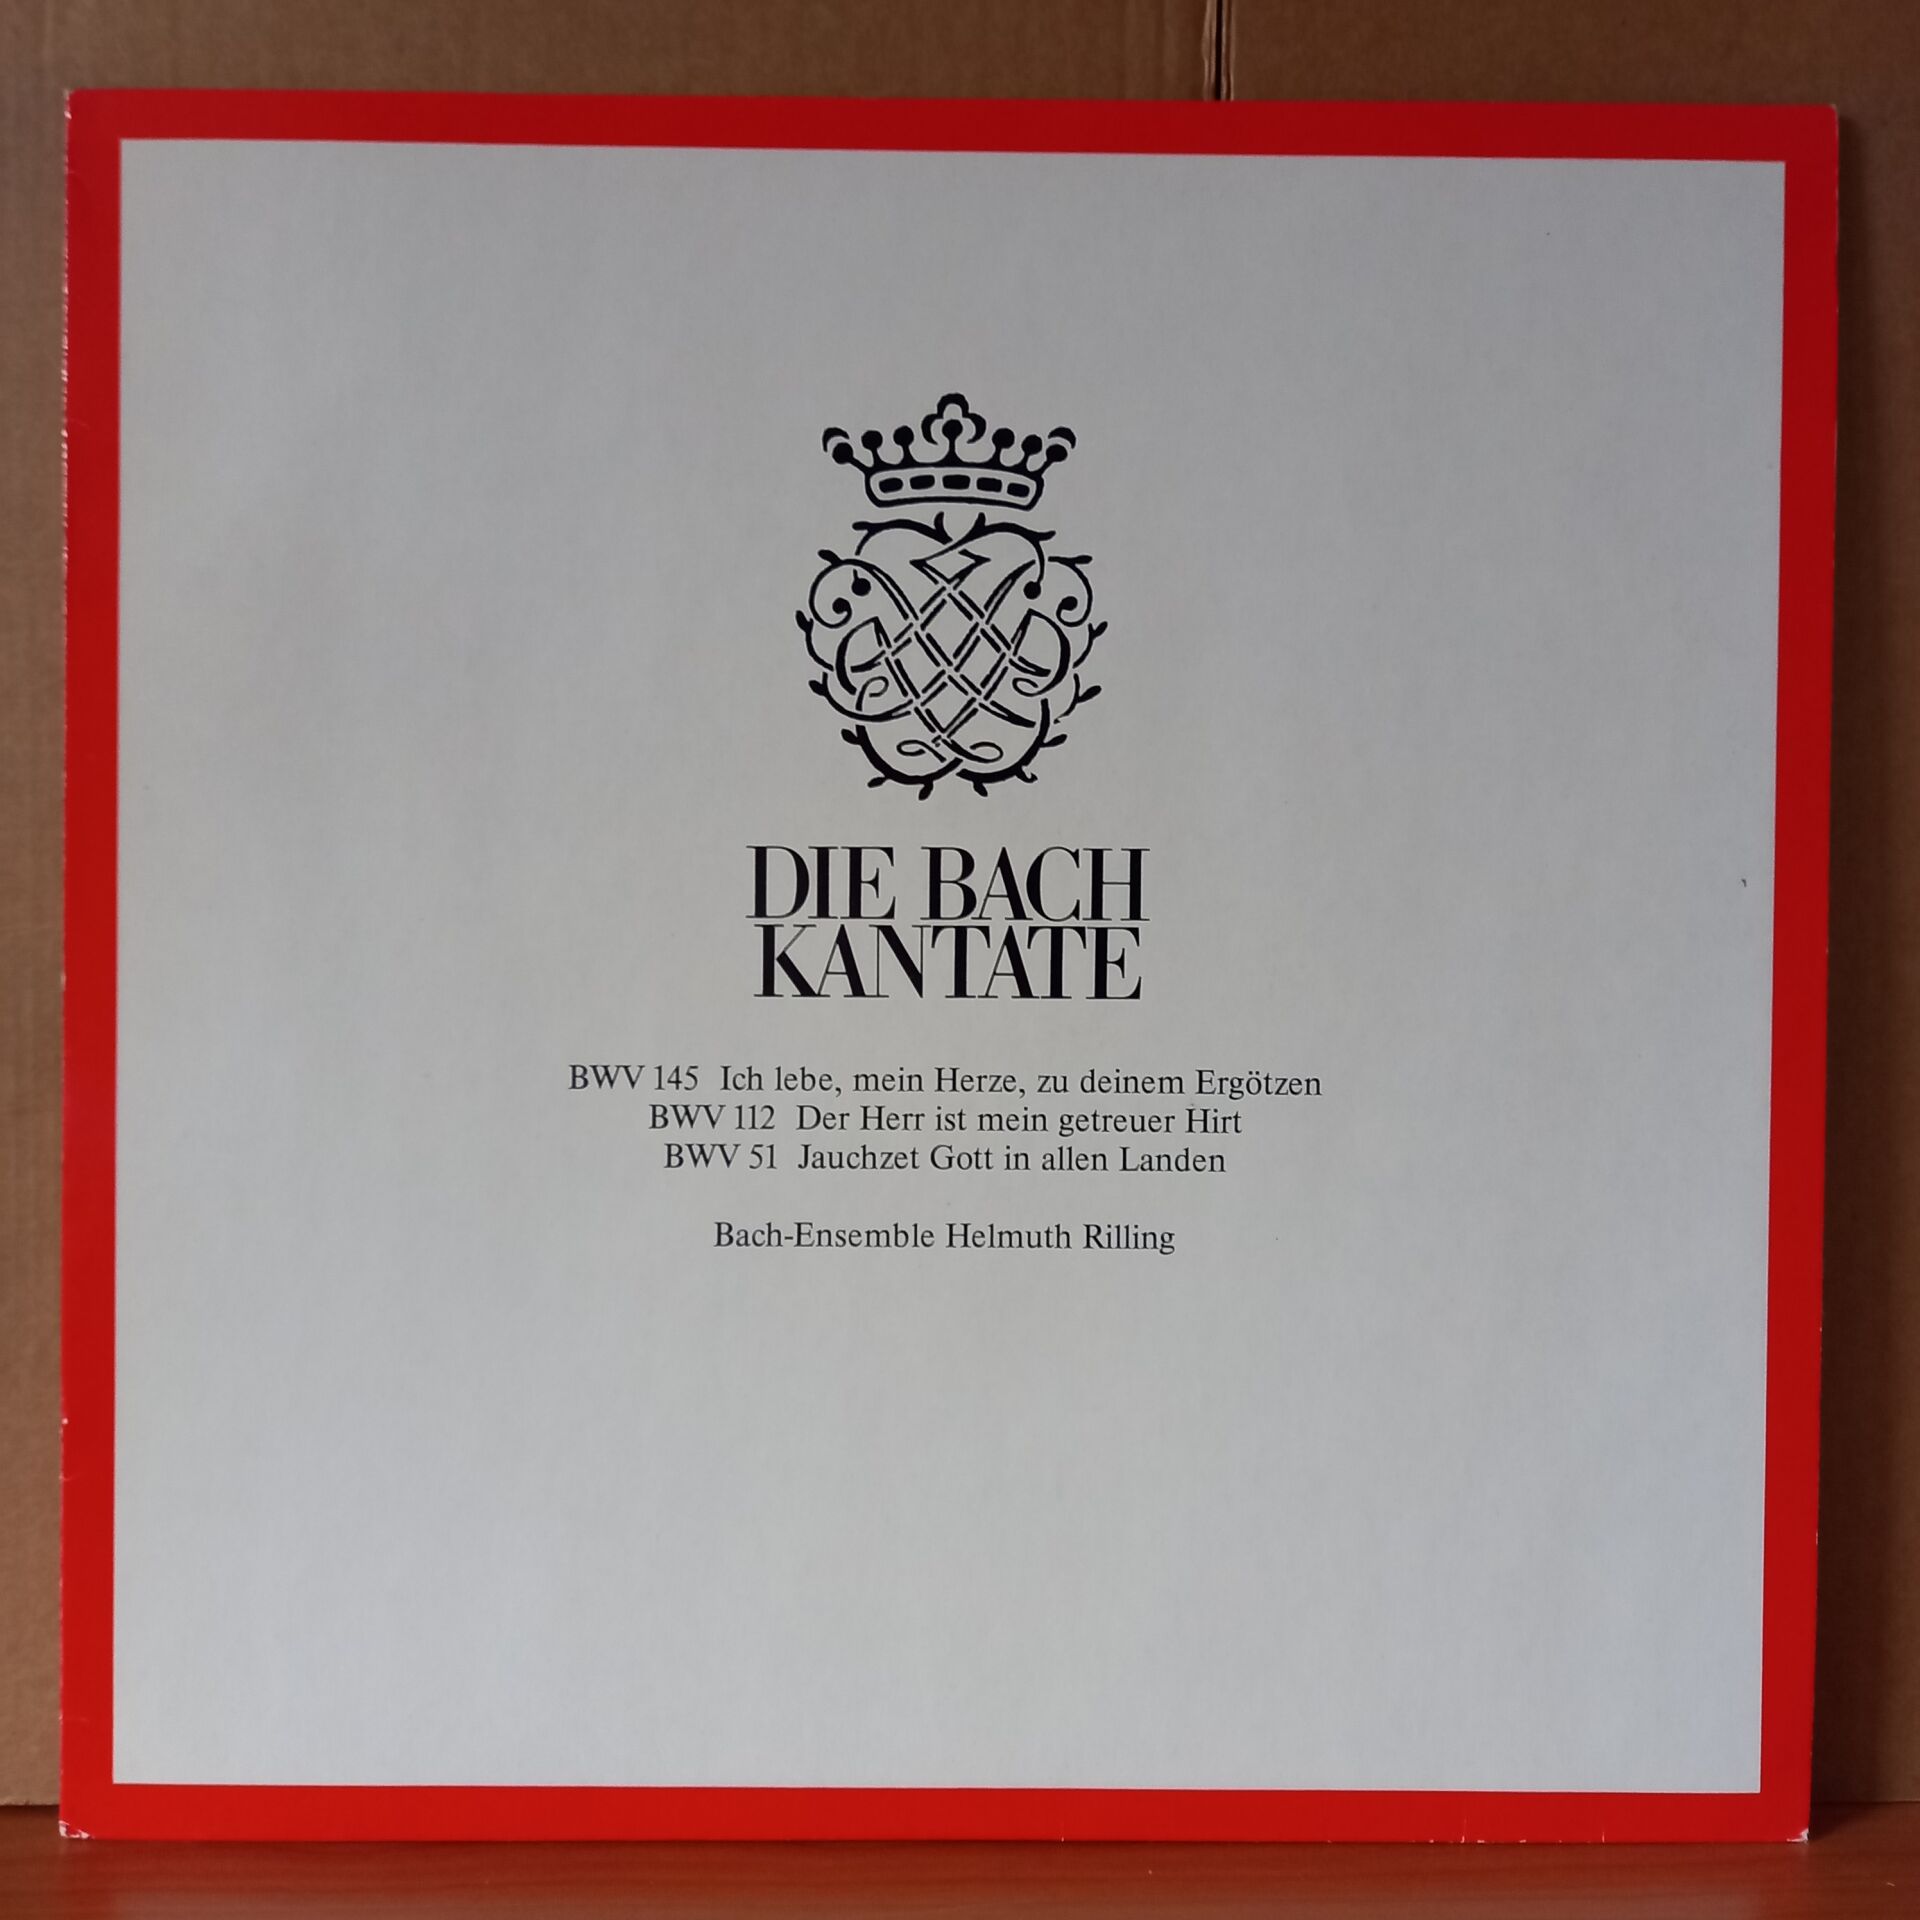 DIE BACH
KANTATE
BWV 145 Ich lebe, mein Herze, zu deinem Ergötzen
BWV 112 Der Herr ist mein getreuer Hirt
BWV 51 Jauchzet Gott in allen Landen
Bach-Ensemble Helmuth Rilling